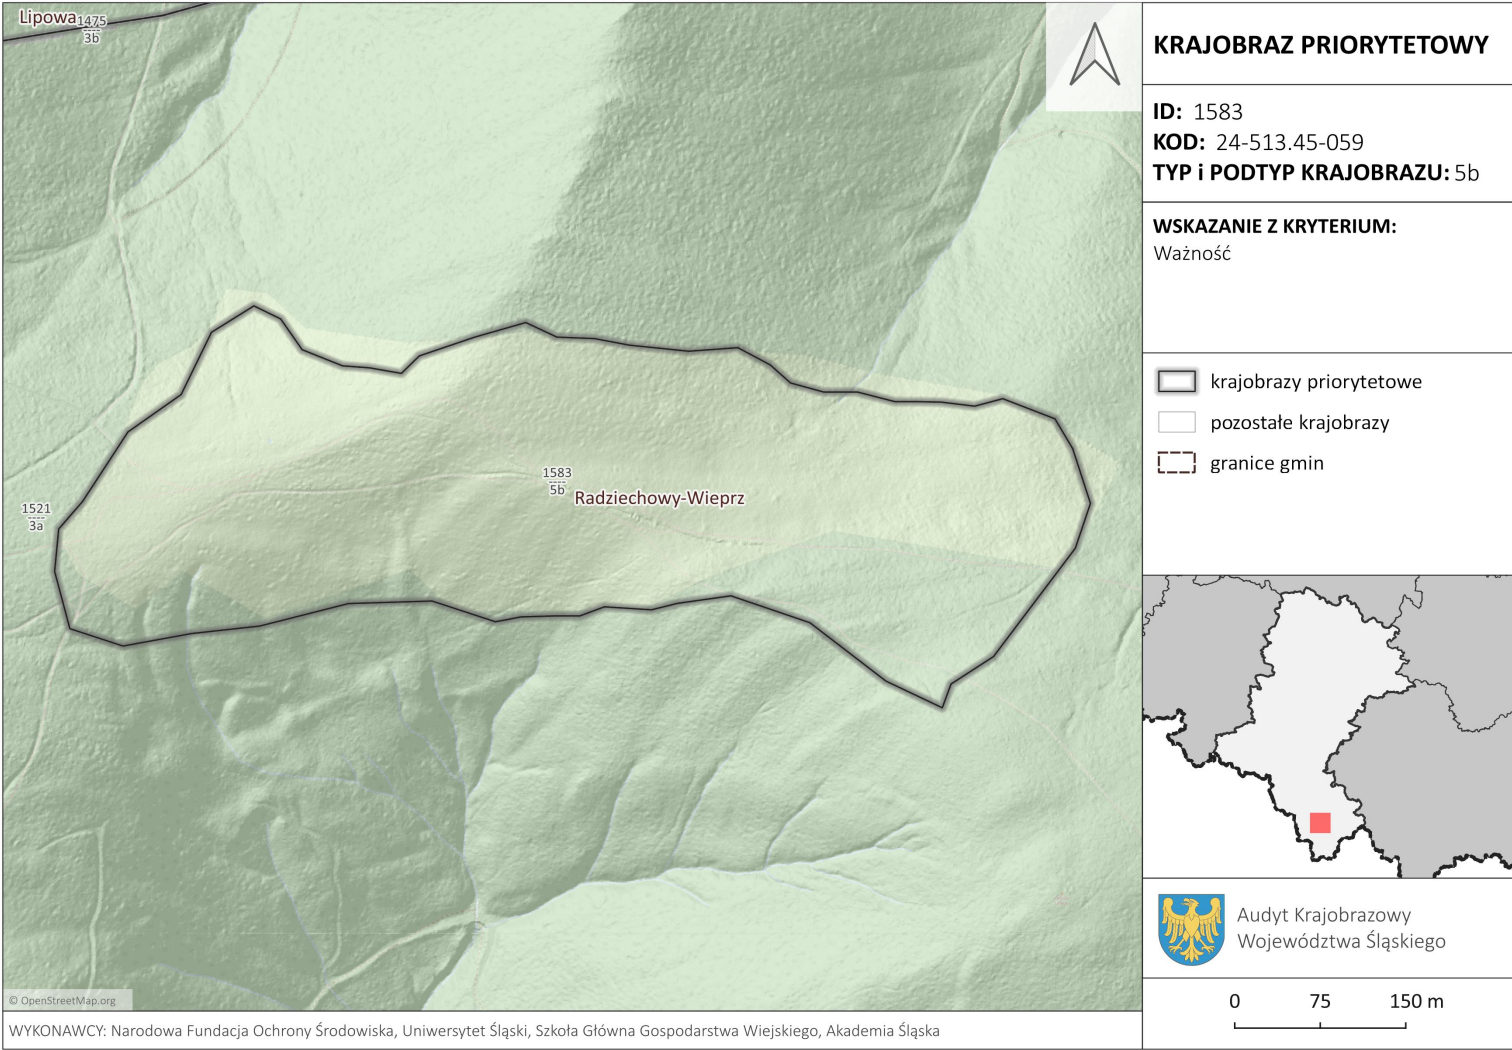 Lipowa
1475
3b
1583
5b
Radziechowy-Wieprz
1521
3a
© OpenStreetMap.org
WYKONAWCY: Narodowa Fundacja Ochrony Środowiska, Uniwersytet Śląski, Szkoła Główna Gospodarstwa Wiejskiego, Akademia Śląska
KRAJOBRAZ PRIORYTETOWY
ID: 1583
KOD: 24-513.45-059
TYP i PODTYP KRAJOBRAZU: 5b
WSKAZANIE Z KRYTERIUM:
Ważność
krajobrazy priorytetowe
pozostałe krajobrazy
granice gmin
Audyt Krajobrazowy
Województwa Śląskiego
0 75 150 m